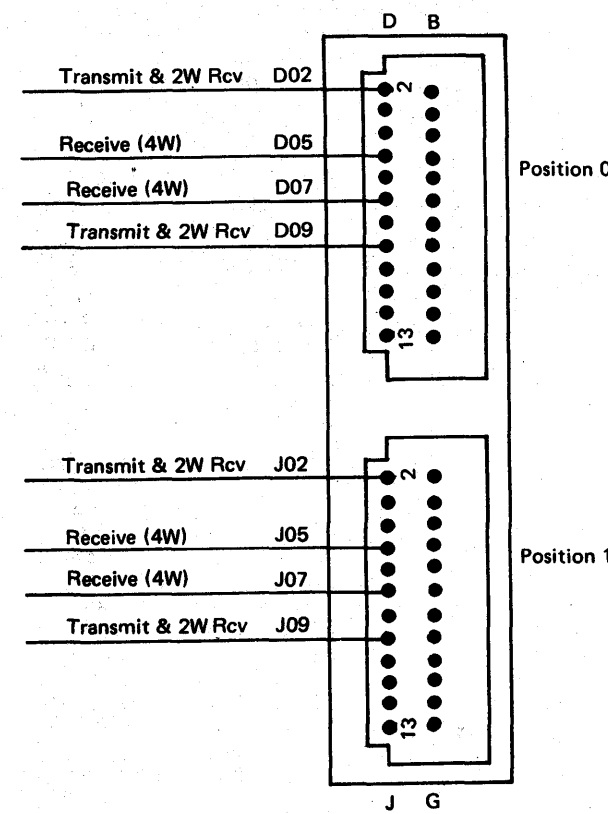 D B
Transmit & 2W Rcv D02
2
Receive (4W) D05
Position 0
Receive (4W) D07
Transmit & 2W Rcv D09
13
Transmit & 2W Rcv J02
2
Receive (4W) J05
Position 1
Receive (4W) J07
Transmit & 2W Rcv J09
13
J G